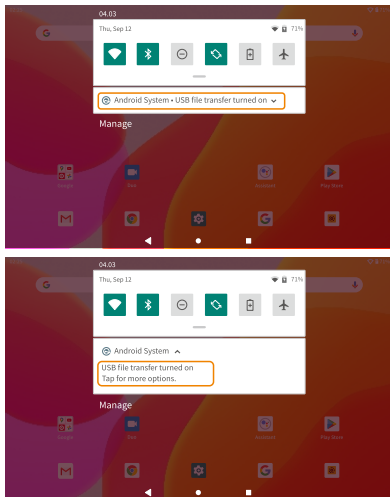 04.03
Thu, Sep 12
71%
Android System • USB file transfer turned on
Manage
Google
Duo
Assistant
Play Store
04.03
Thu, Sep 12
71%
Android System
USB file transfer turned on
Tap for more options.
Manage
Google
Duo
Assistant
Play Store